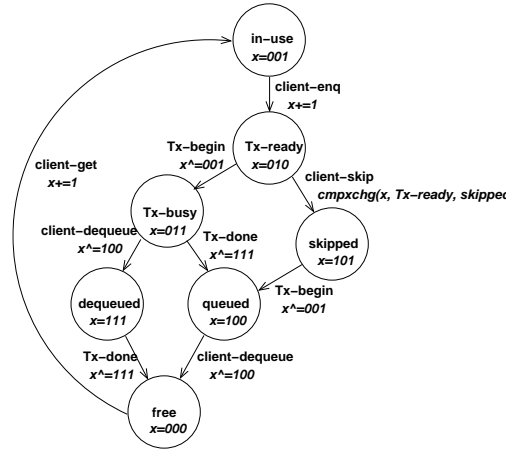 in-use
x=001
client-enq
x+=1
Tx-begin
x^=001
Tx-ready
x=010
client-get
x+=1
client-skip
cmpxchg(x, Tx-ready, skipped
Tx-busy
x=011
client-dequeue
x^=100
Tx-done
x^=111
skipped
x=101
dequeued
x=111
queued
x=100
Tx-begin
x^=001
Tx-done
x^=111
client-dequeue
x^=100
free
x=000